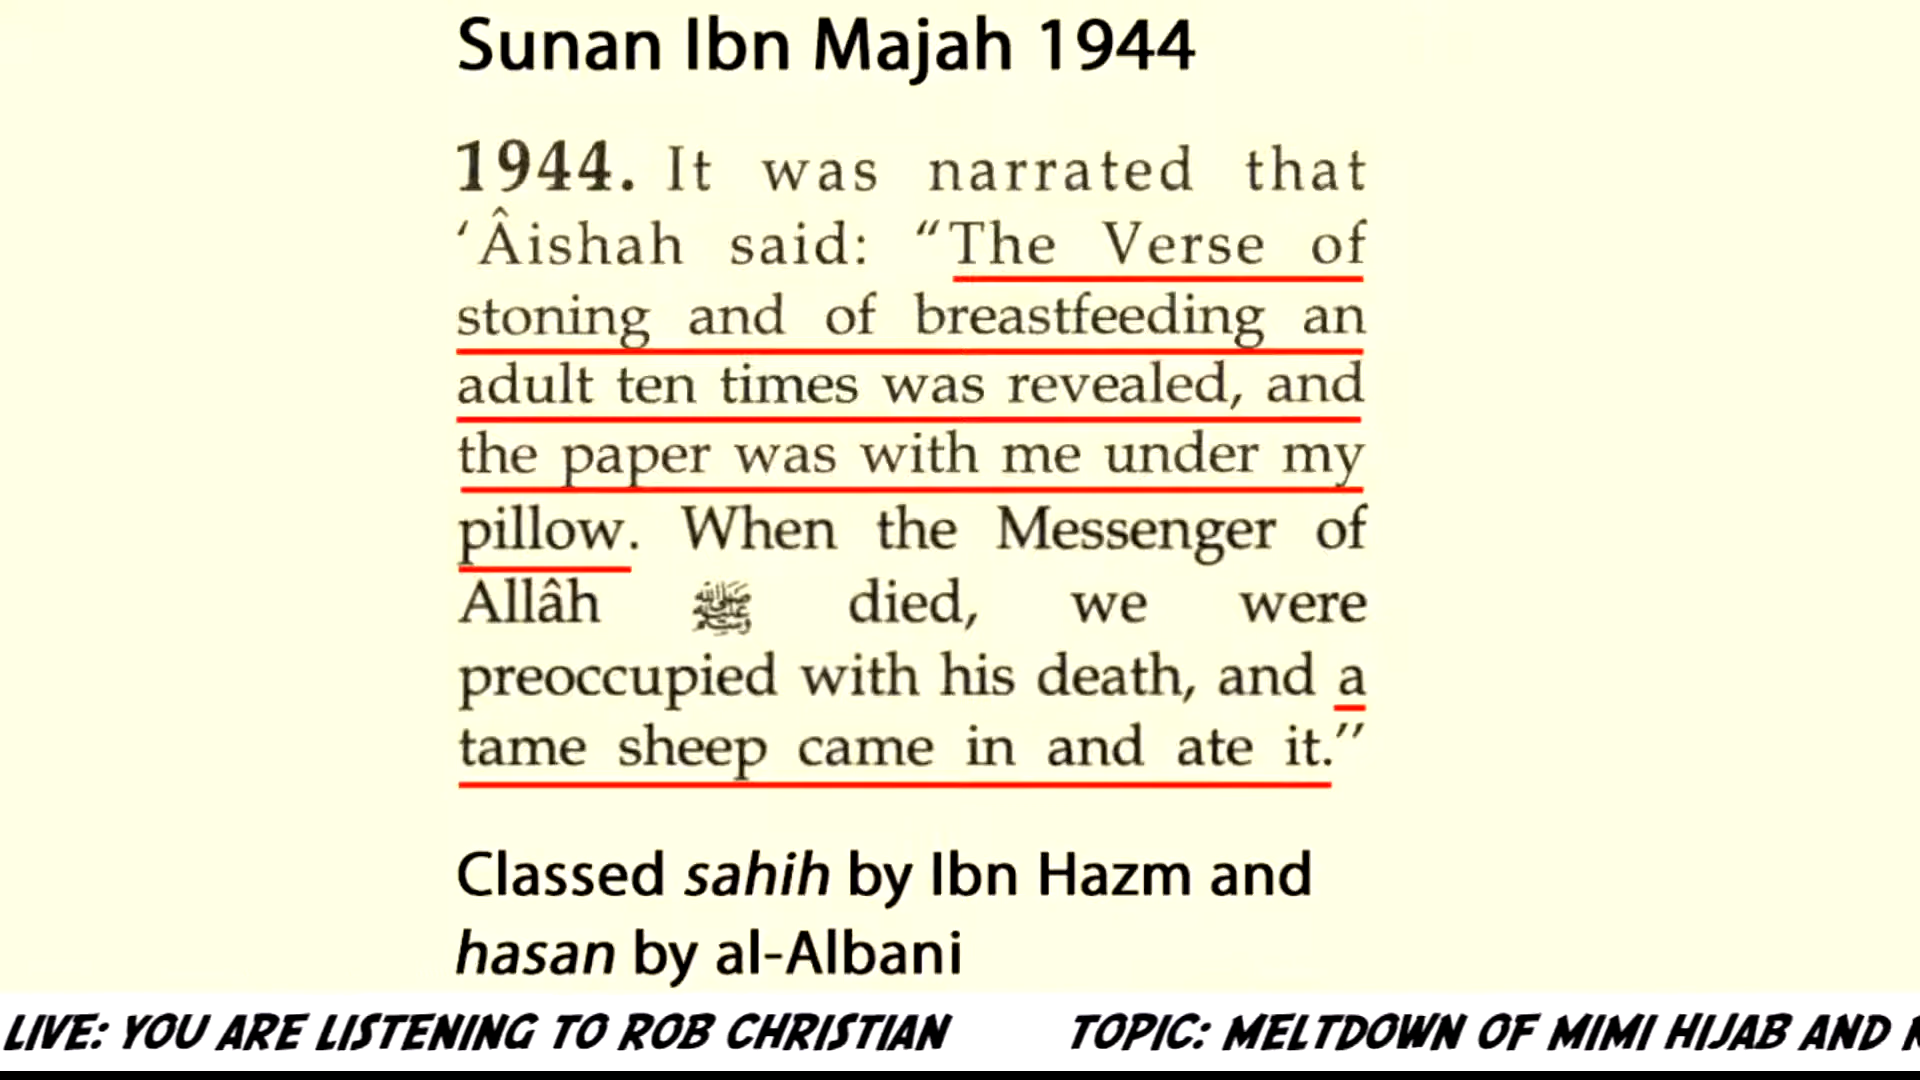 Sunan Ibn Majah 1944
1944. It was narrated that
‘Âishah said: “The Verse of
stoning and of breastfeeding an
adult ten times was revealed, and
the paper was with me under my
pillow. When the Messenger of
Allâh ﷺ died, we were
preoccupied with his death, and a
tame sheep came in and ate it.”
Classed sahih by Ibn Hazm and
hasan by al-Albani
LIVE: YOU ARE LISTENING TO ROB CHRISTIAN TOPIC: MELTDOWN OF MIMI HIJAB AND